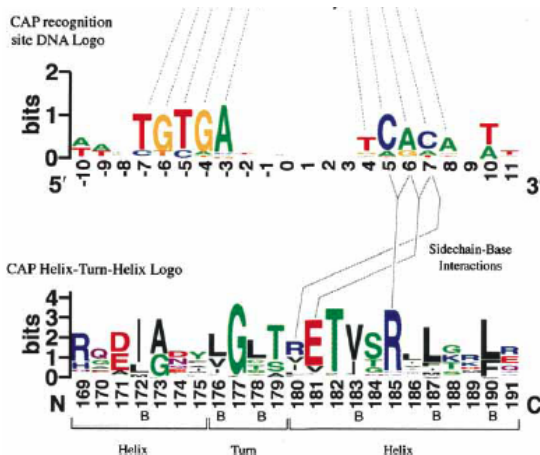 CAP recognition
site DNA Logo
2
1
0
bits
T G T G A
T C A C A
T
-10 -9 -8 -7 -6 -5 -4 -3 -2 -1 0 1 2 3 4 5 6 7 8 9 10 11
5′ 3′
CAP Helix-Turn-Helix Logo
Sidechain-Base
Interactions
4
3
2
1
0
bits
R Q D I A L G L T R E T V S R L L
169 170 171 172 173 174 175 176 177 178 179 180 181 182 183 184 185 186 187 188 189 190 191
N B B B B B B C
Helix Turn Helix